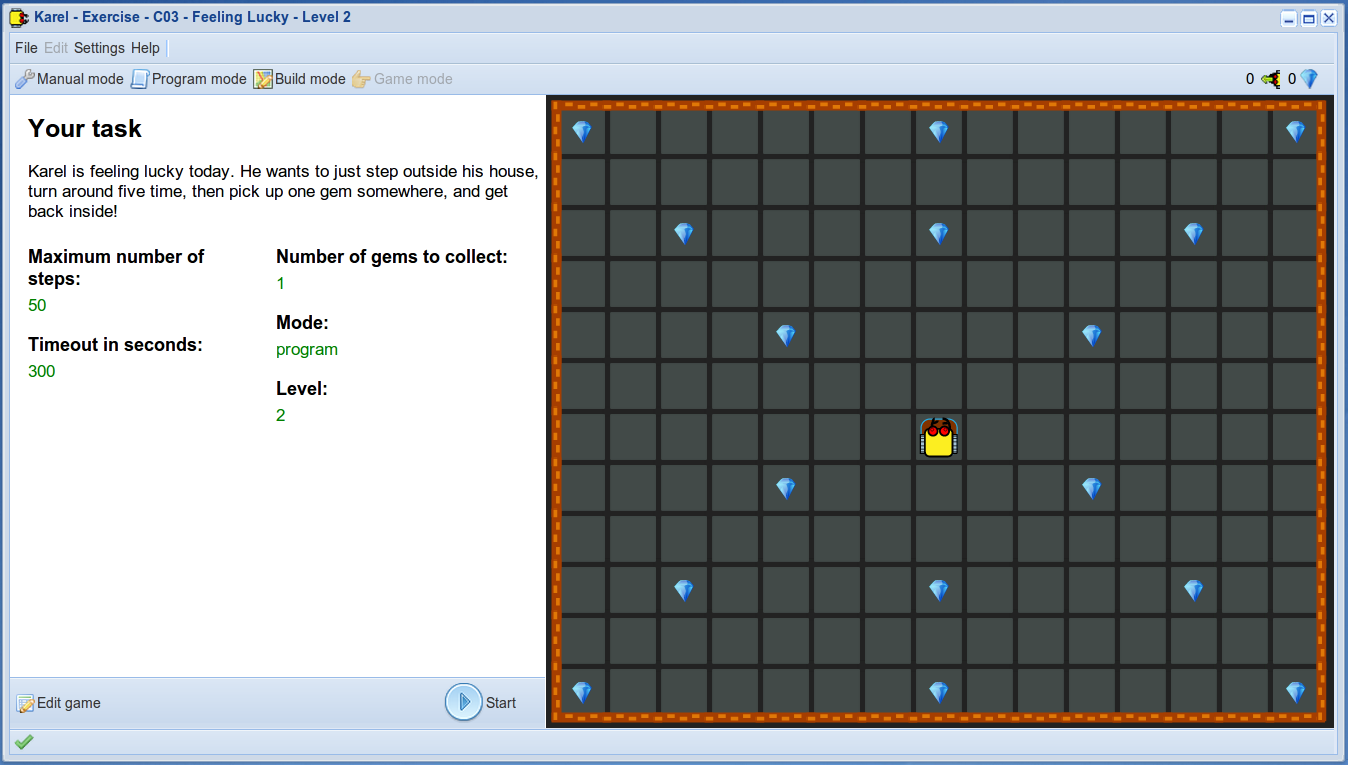 Karel - Exercise - C03 - Feeling Lucky - Level 2
File Edit Settings Help
Manual mode Program mode Build mode Game mode 0 0
Your task
Karel is feeling lucky today. He wants to just step outside his house,
turn around five time, then pick up one gem somewhere, and get
back inside!
Maximum number of
steps:
50
Timeout in seconds:
300
Number of gems to collect:
1
Mode:
program
Level:
2
Edit game Start